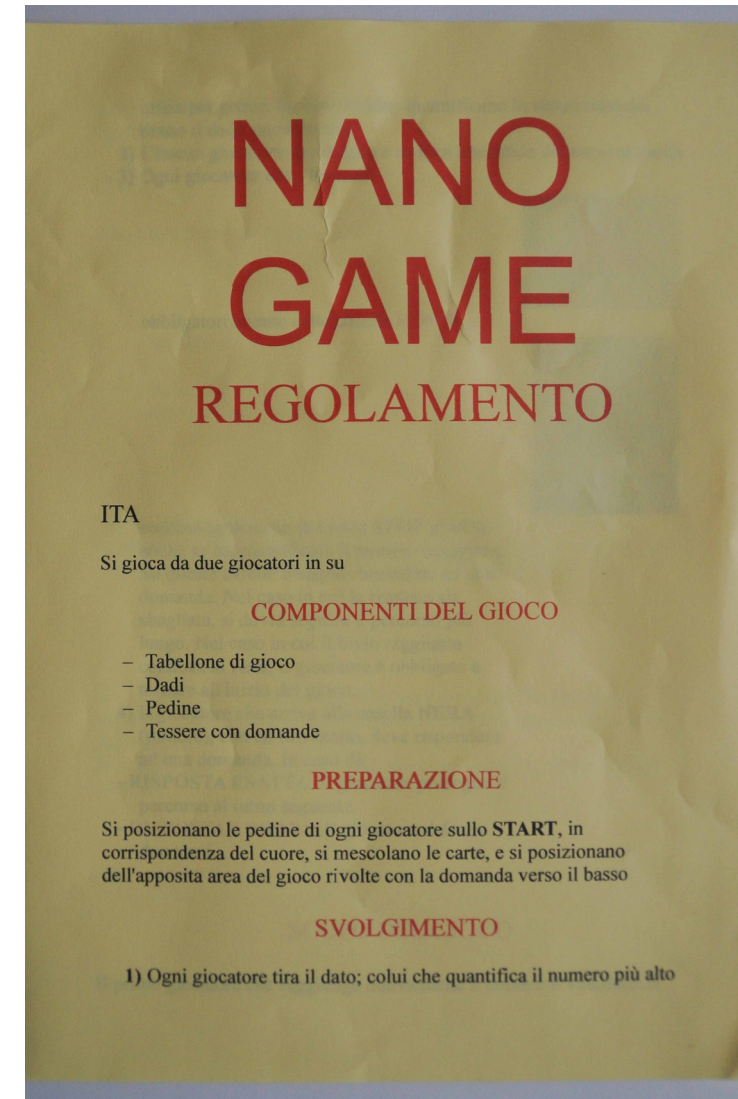 NANO
GAME
REGOLAMENTO
ITA
Si gioca da due giocatori in su
COMPONENTI DEL GIOCO
– Tabellone di gioco
– Dadi
– Pedine
– Tessere con domande
PREPARAZIONE
Si posizionano le pedine di ogni giocatore sullo START, in
corrispondenza del cuore, si mescolano le carte, e si posizionano
dell'apposita area del gioco rivolte con la domanda verso il basso
SVOLGIMENTO
1) Ogni giocatore tira il dato; colui che quantifica il numero più alto